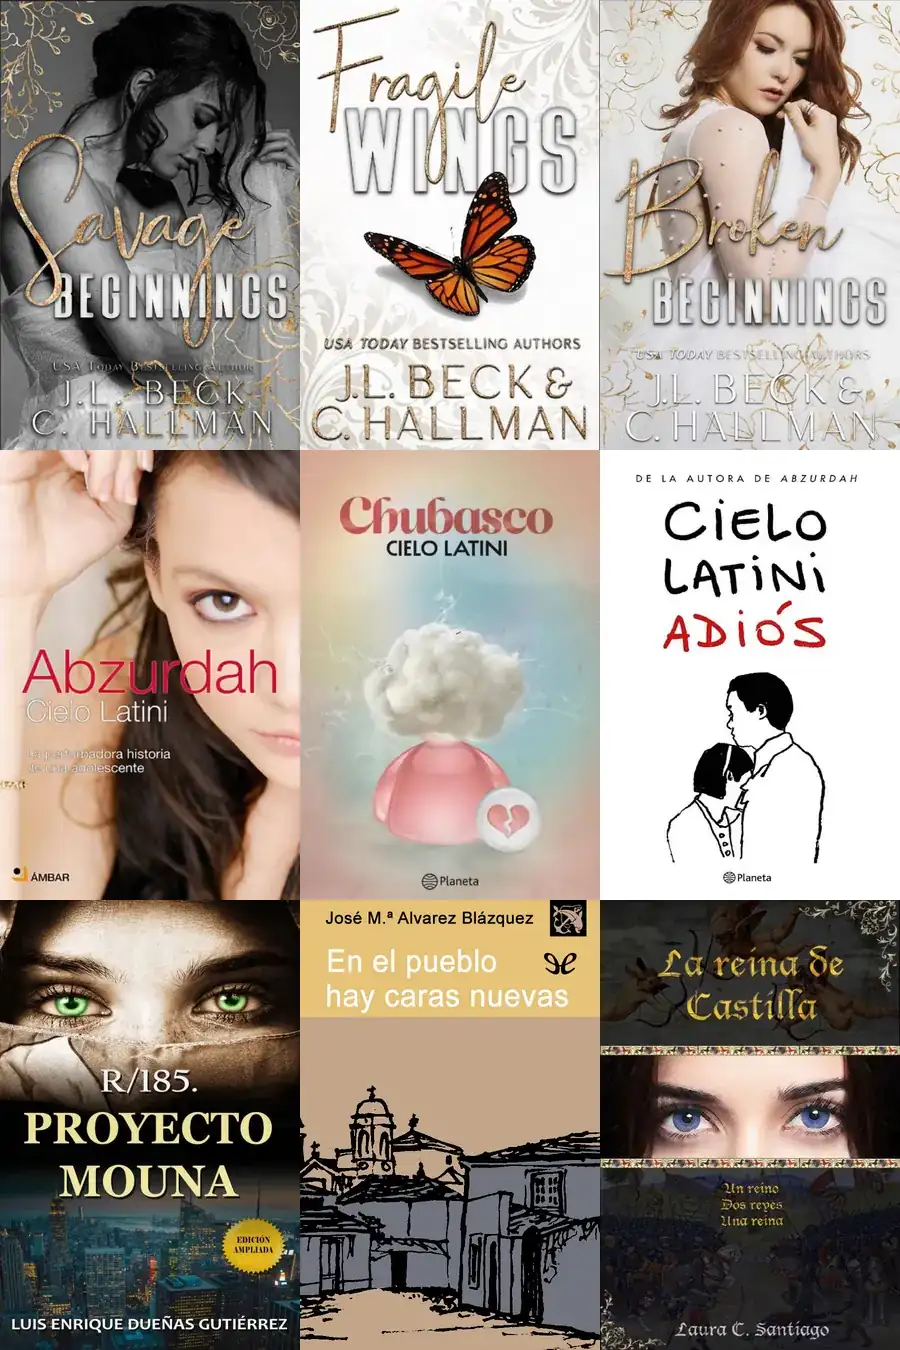 Savage
BEGINNINGS
USA TODAY BESTSELLING AUTHOR
J.L. BECK
C. HALLMAN
Fragile
WINGS
USA TODAY BESTSELLING AUTHORS
J.L. BECK &
C. HALLMAN
Broken
BEGINNINGS
USA TODAY BESTSELLING AUTHORS
J.L. BECK &
C. HALLMAN
Abzurdah
Cielo Latini
La perturbadora historia
de una adolescente
ÁMBAR
Chubasco
CIELO LATINI
Planeta
DE LA AUTORA DE ABZURDAH
CIELO
LATINI
ADIÓS
Planeta
R/185.
PROYECTO
MOUNA
EDICIÓN
AMPLIADA
LUIS ENRIQUE DUEÑAS GUTIÉRREZ
José M.ª Alvarez Blázquez
En el pueblo
hay caras nuevas
La reina de
Castilla
Un reino
Dos reyes
Una reina
Laura C. Santiago